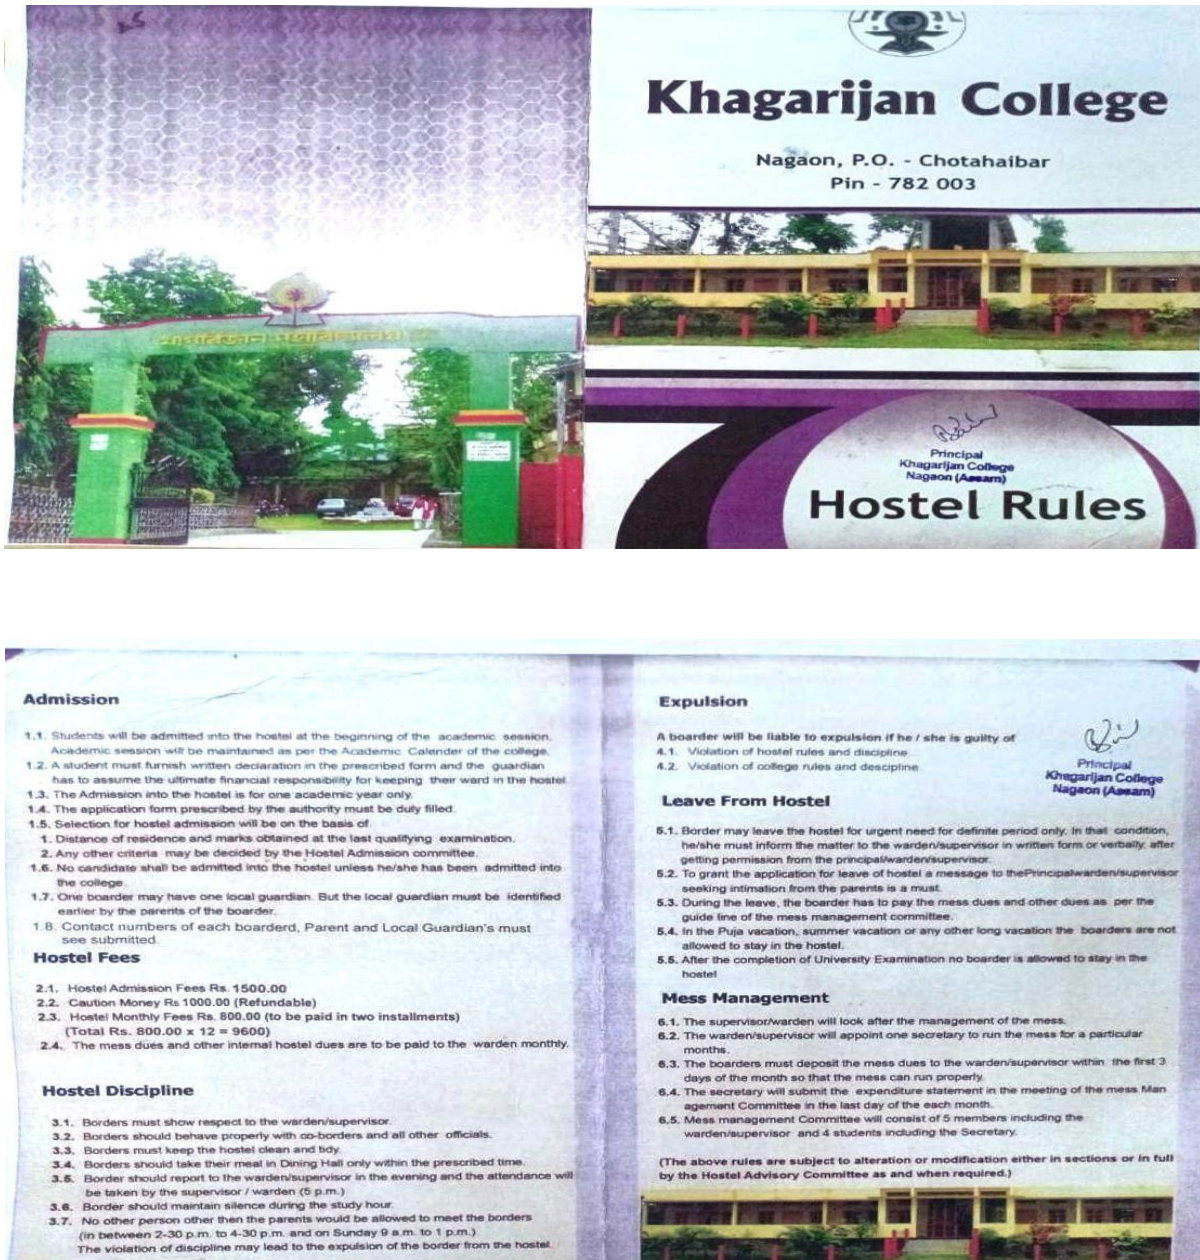 Khagarijan College
Nagaon, P.O. - Chotahaibar
Pin - 782 003
Principal
Khagarijan College
Nagaon (Assam)
Hostel Rules
Admission
1.1. Students will be admitted into the hostel at the beginning of the academic session.
Academic session will be maintained as per the Academic Calender of the college.
1.2. A student must furnish written declaration in the prescribed form and the guardian
has to assume the ultimate financial responsibility for keeping their ward in the hostel.
1.3. The Admission into the hostel is for one academic year only.
1.4. The application form prescribed by the authority must be duty filled.
1.5. Selection for hostel admission will be on the basis of
1. Distance of residence and marks obtained at the last qualifying examination.
2. Any other criteria may be decided by the Hostel Admission committee.
1.6. No candidate shall be admitted into the hostel unless he/she has been admitted into
the college.
1.7. One boarder may have one local guardian. But the local guardian must be identified
earlier by the parents of the boarder.
1.8. Contact numbers of each boarderd, Parent and Local Guardian's must
see submitted.
Hostel Fees
2.1. Hostel Admission Fees Rs. 1500.00
2.2. Caution Money Rs 1000.00 (Refundable)
2.3. Hostel Monthly Fees Rs. 800.00 (to be paid in two installments)
(Total Rs. 800.00 x 12 = 9600)
2.4. The mess dues and other internal hostel dues are to be paid to the warden monthly.
Hostel Discipline
3.1. Borders must show respect to the warden/supervisor.
3.2. Borders should behave properly with co-borders and all other officials.
3.3. Borders must keep the hostel clean and tidy.
3.4. Borders should take their meal in Dining Hall only within the prescribed time.
3.5. Border should report to the warden/supervisor in the evening and the attendance will
be taken by the supervisor / warden (5 p.m.)
3.6. Border should maintain silence during the study hour.
3.7. No other person other then the parents would be allowed to meet the borders
(in between 2-30 p.m. to 4-30 p.m. and on Sunday 9 a.m. to 1 p.m.)
The violation of discipline may lead to the expulsion of the border from the hostel.
Expulsion
A boarder will be liable to expulsion if he / she is guilty of
4.1. Violation of hostel rules and discipline.
4.2. Violation of college rules and descipline.
Principal
Khagarijan College
Nagaon (Assam)
Leave From Hostel
5.1. Border may leave the hostel for urgent need for definite period only. In that condition,
he/she must inform the matter to the warden/supervisor in written form or verbally, after
getting permission from the principal/warden/supervisor.
5.2. To grant the application for leave of hostel a message to thePrincipalwarden/supervisor
seeking intimation from the parents is a must.
5.3. During the leave, the boarder has to pay the mess dues and other dues as per the
guide line of the mess management committee.
5.4. In the Puja vacation, summer vacation or any other long vacation the boarders are not
allowed to stay in the hostel.
5.5. After the completion of University Examination no boarder is allowed to stay in the
hostel
Mess Management
6.1. The supervisor/warden will look after the management of the mess.
6.2. The warden/supervisor will appoint one secretary to run the mess for a particular
months.
6.3. The boarders must deposit the mess dues to the warden/supervisor within the first 3
days of the month so that the mess can run properly.
6.4. The secretary will submit the expenditure statement in the meeting of the mess Man
agement Committee in the last day of the each month.
6.5. Mess management Committee will consist of 5 members including the
warden/supervisor and 4 students including the Secretary.
(The above rules are subject to alteration or modification either in sections or in full
by the Hostel Advisory Committee as and when required.)